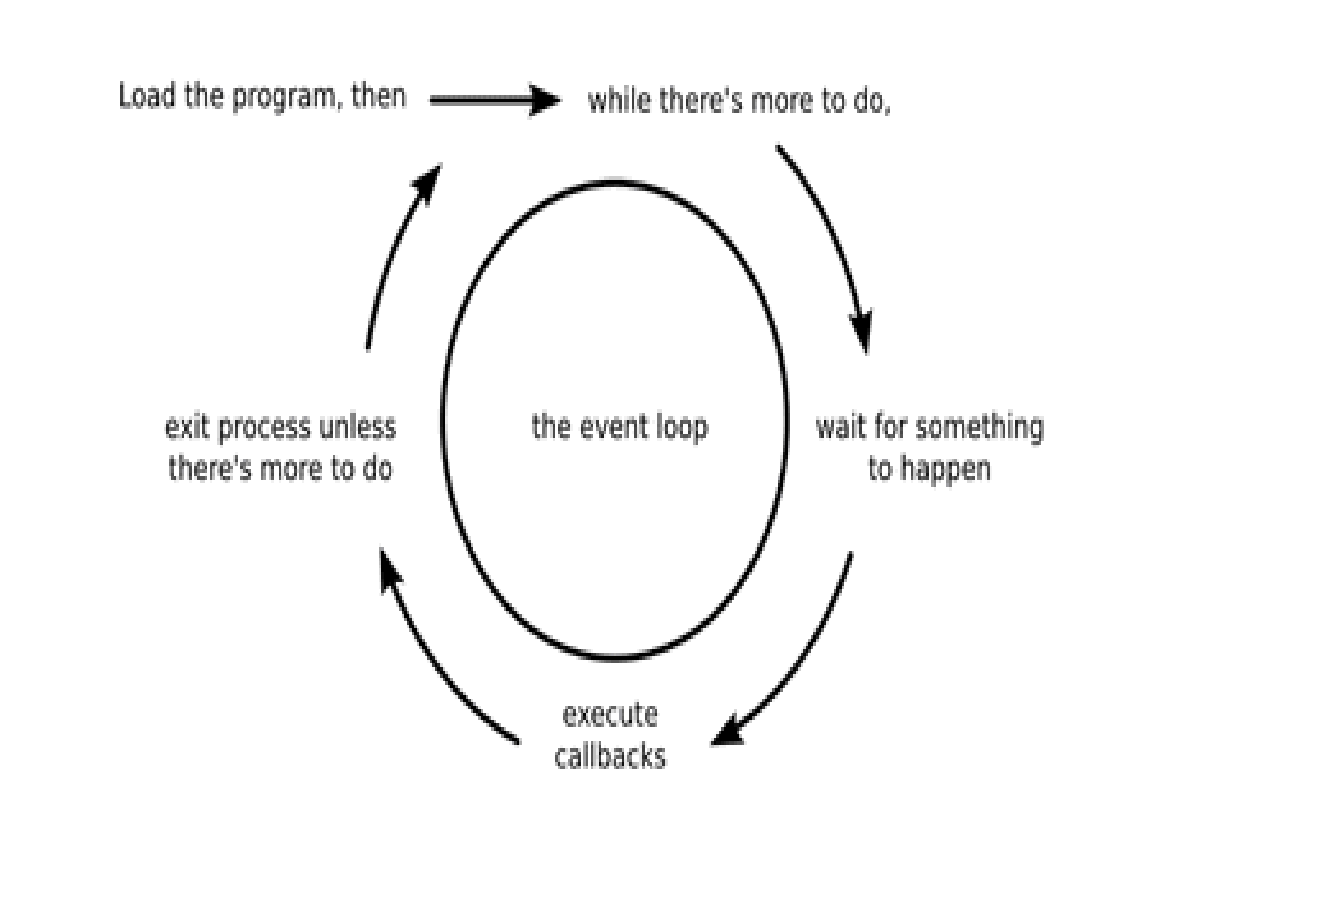 Load the program, then
while there's more to do,
exit process unless
there's more to do
the event loop
wait for something
to happen
execute
callbacks